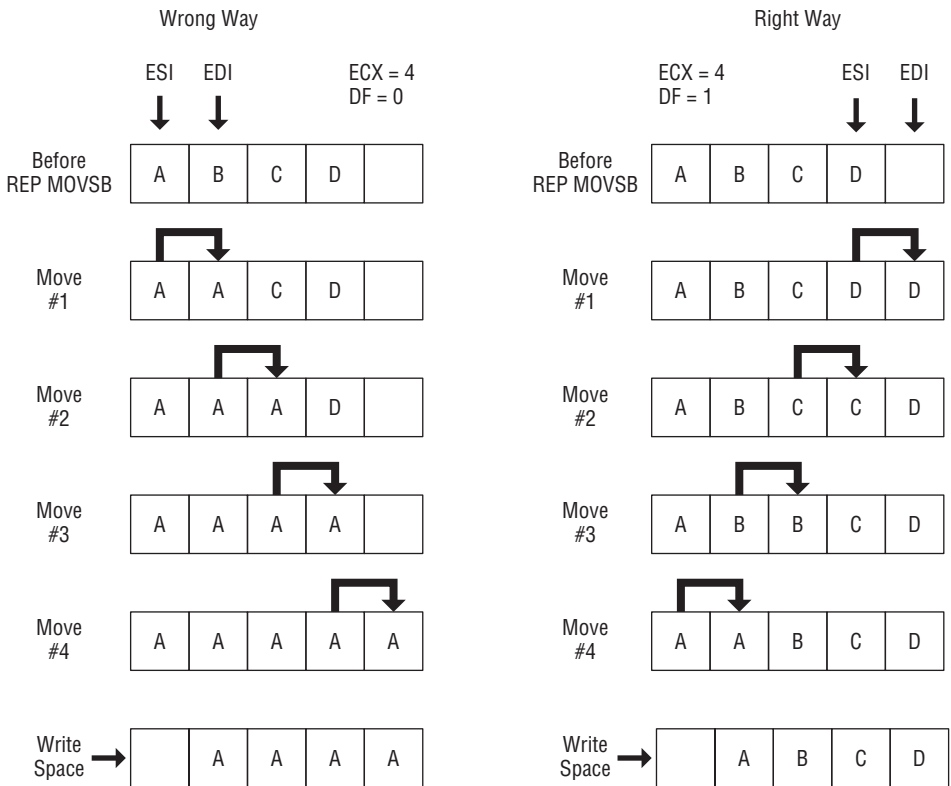 Wrong Way
ESI EDI ECX = 4
DF = 0
Before
REP MOVSB
A B C D
Move
#1
A A C D
Move
#2
A A A D
Move
#3
A A A A
Move
#4
A A A A A
Write
Space
A A A A
Right Way
ECX = 4 ESI EDI
DF = 1
Before
REP MOVSB
A B C D
Move
#1
A B C D D
Move
#2
A B C C D
Move
#3
A B B C D
Move
#4
A A B C D
Write
Space
A B C D